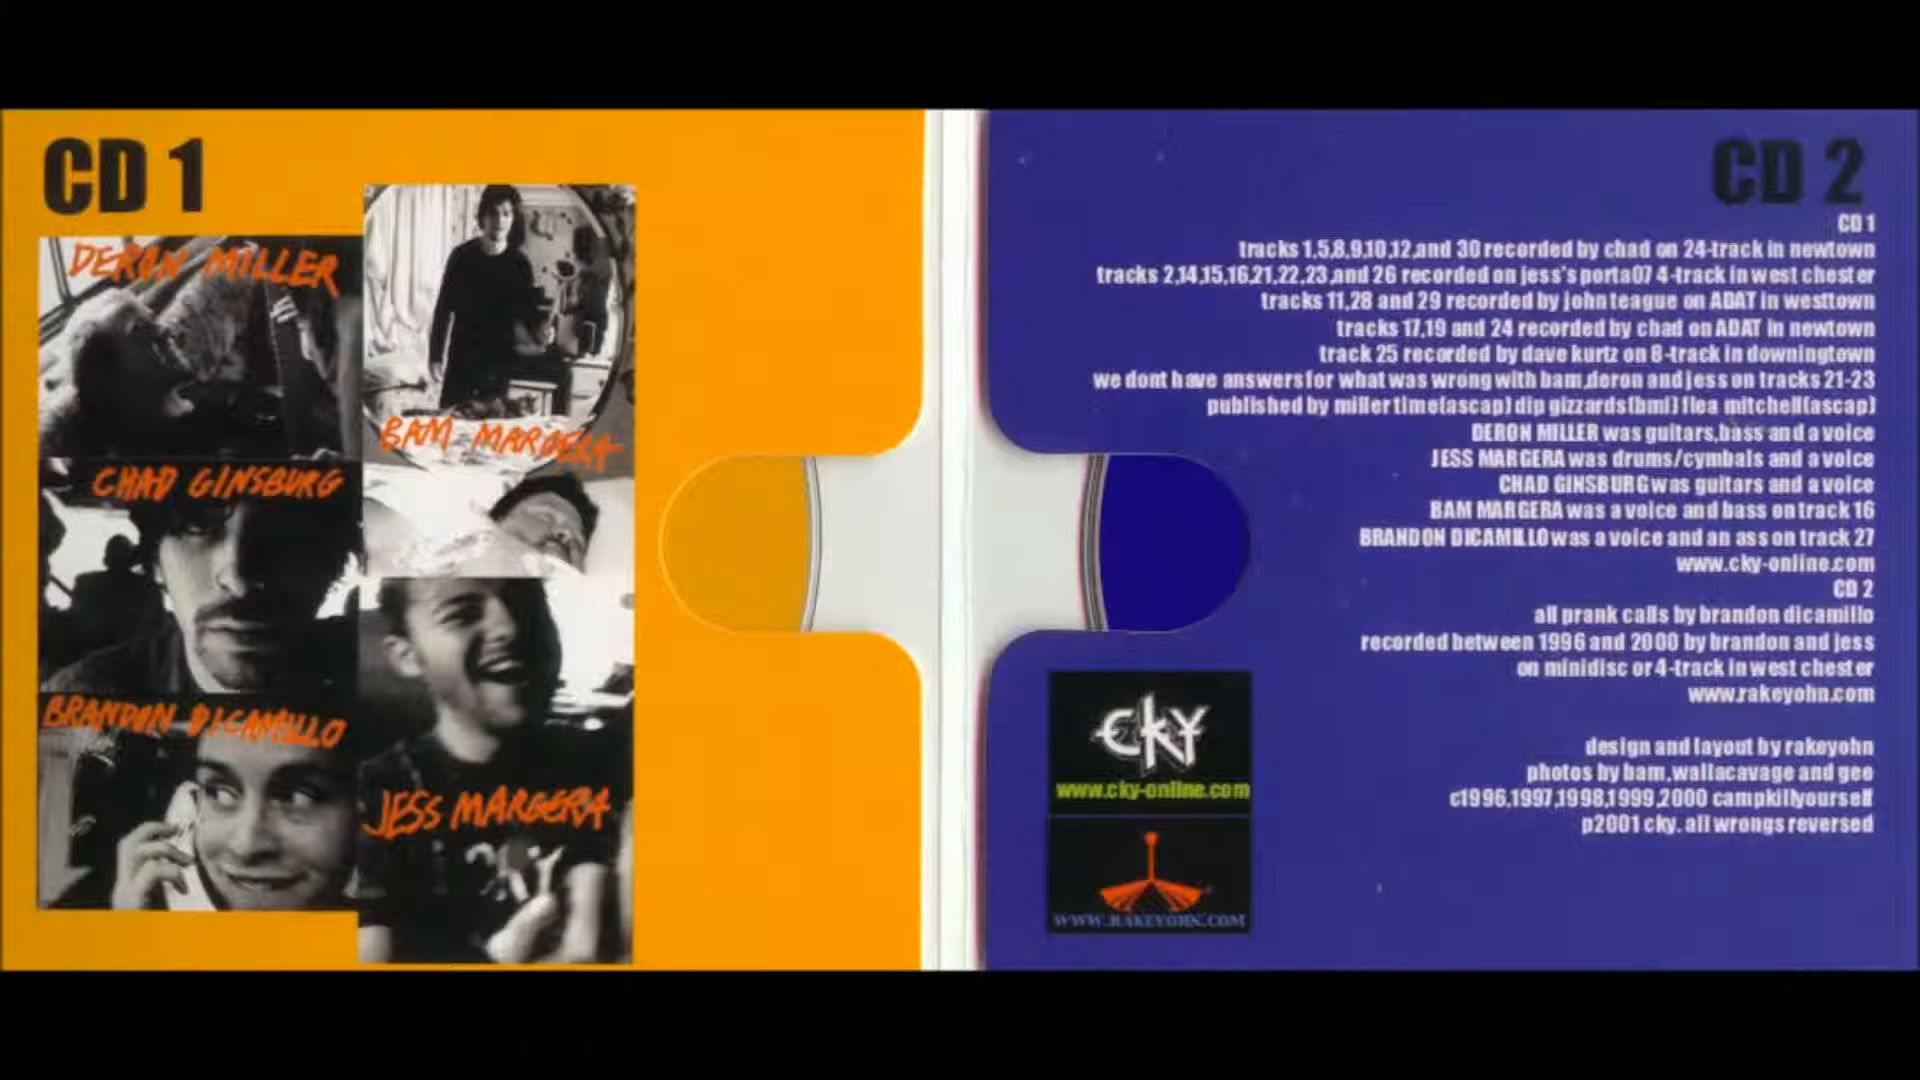 CD 1
DERON MILLER
BAM MARGERA
CHAD GINSBURG
BRANDON DICAMILLO
JESS MARGERA
CD 2
CD 1
tracks 1,5,8,9,10,12,and 30 recorded by chad on 24-track in newtown
tracks 2,14,15,16,21,22,23,and 26 recorded on jess's porta07 4-track in west chester
tracks 11,28 and 29 recorded by john teague on ADAT in westtown
tracks 17,19 and 24 recorded by chad on ADAT in newtown
track 25 recorded by dave kurtz on 8-track in downingtown
we dont have answers for what was wrong with bam,deron and jess on tracks 21-23
published by miller time(ascap) dip gizzards(bmi) flea mitchell(ascap)
DERON MILLER was guitars,bass and a voice
JESS MARGERA was drums/cymbals and a voice
CHAD GINSBURG was guitars and a voice
BAM MARGERA was a voice and bass on track 16
BRANDON DICAMILLO was a voice and an ass on track 27
www.cky-online.com
CD 2
all prank calls by brandon dicamillo
recorded between 1996 and 2000 by brandon and jess
on minidisc or 4-track in west chester
www.rakeyohn.com
design and layout by rakeyohn
photos by bam,wallacavage and gee
c1996,1997,1998,1999,2000 campkillyourself
p2001 cky. all wrongs reversed
cKY
www.cky-online.com
WWW.RAKEYOHN.COM